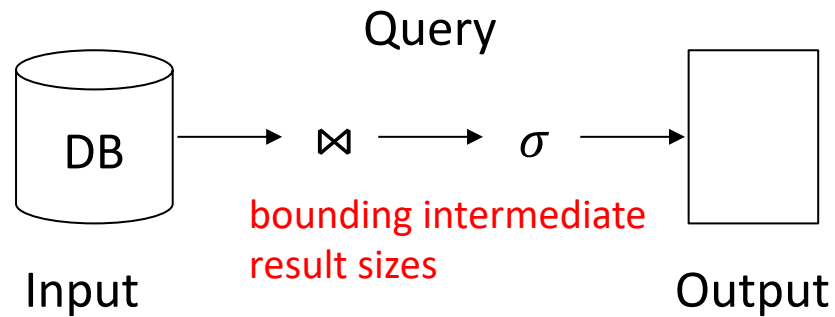 Query
DB
⋈
σ
bounding intermediate
result sizes
Input
Output